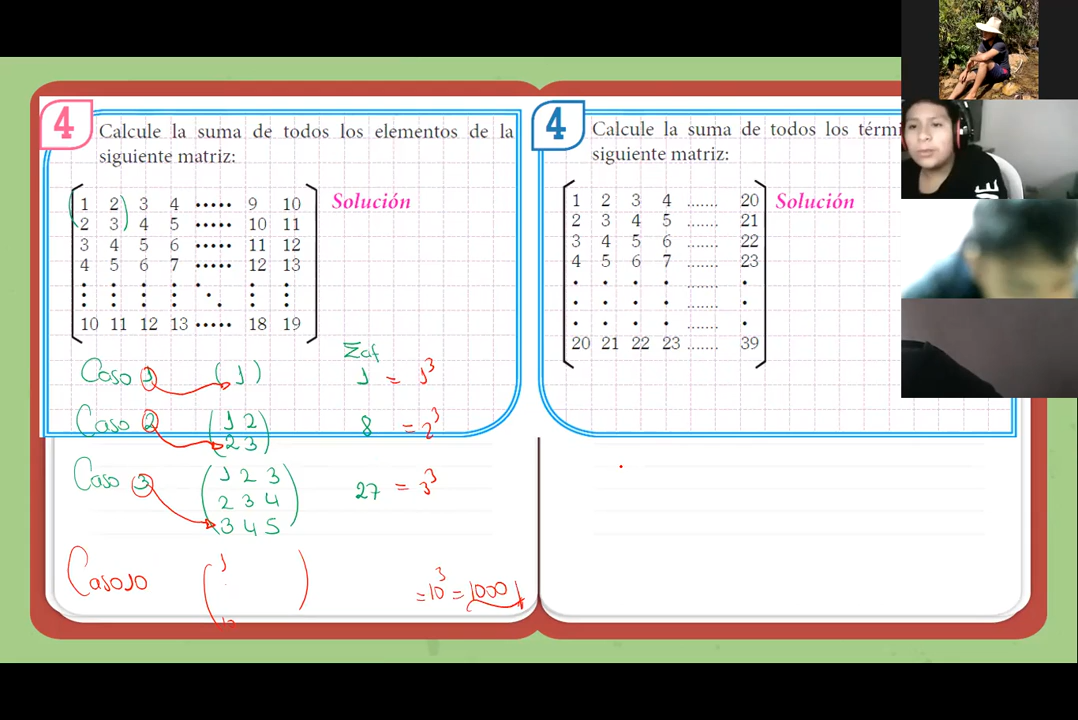 4
Calcule la suma de todos los elementos de la
siguiente matriz:
1 2 3 4 ..... 9 10
2 3 4 5 ..... 10 11
3 4 5 6 ..... 11 12
4 5 6 7 ..... 12 13
10 11 12 13 ..... 18 19
Solución
Caso 1 (1) 1 = 1³
Caso 2 (1 2 8 = 2³
2 3)
Caso 3 (1 2 3 27 = 3³
2 3 4
3 4 5)
Caso 10 (1 ) = 10³ = 1000
4
Calcule la suma de todos los térmi
siguiente matriz:
1 2 3 4 ....... 20
2 3 4 5 ....... 21
3 4 5 6 ....... 22
4 5 6 7 ....... 23
20 21 22 23 ....... 39
Solución